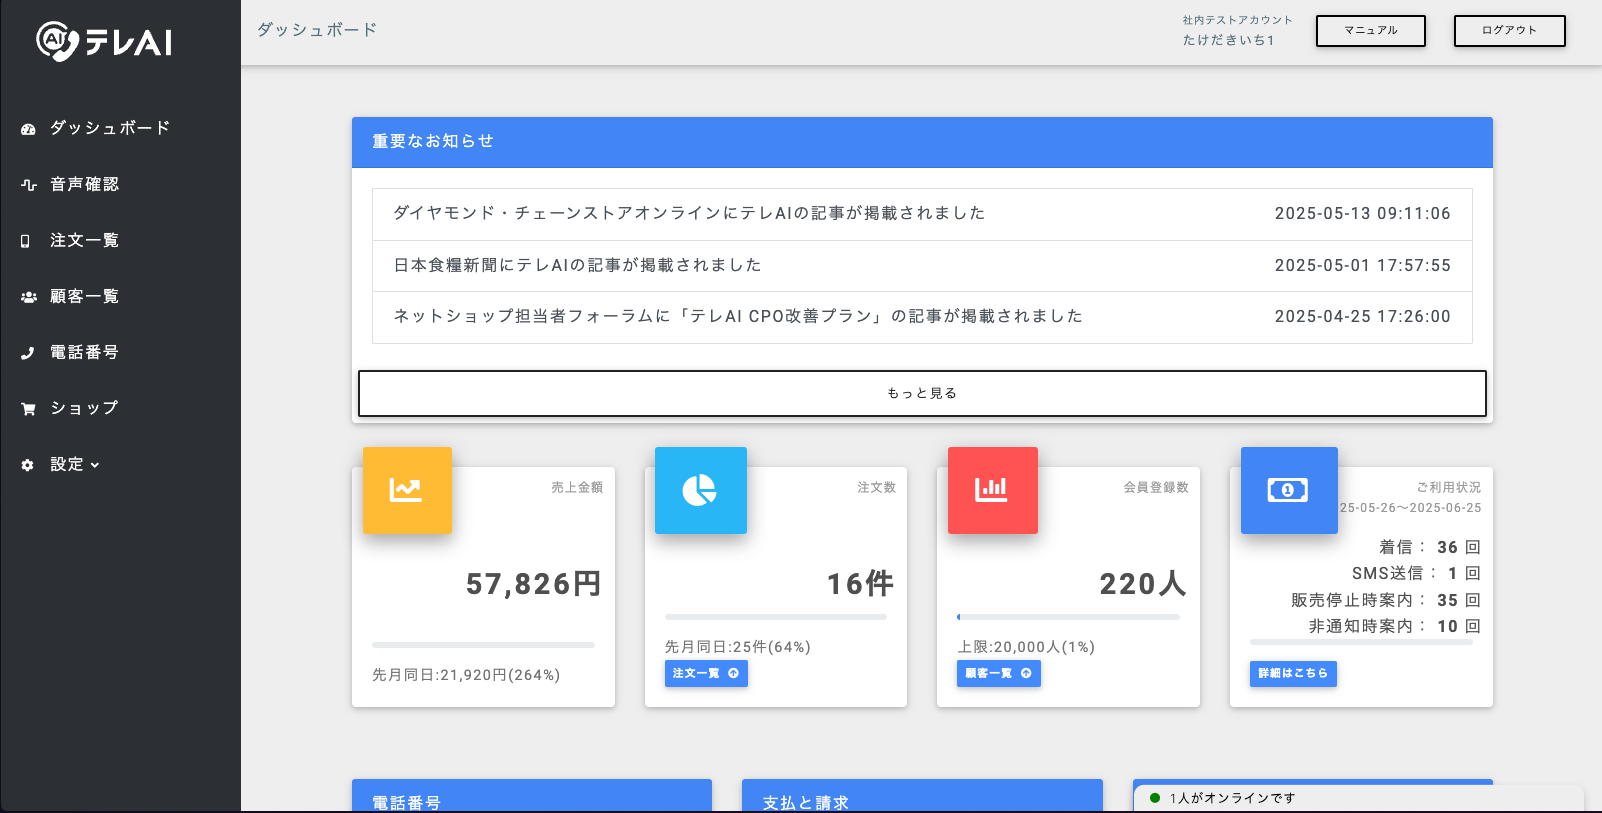 テレAI
ダッシュボード
音声確認
注文一覧
顧客一覧
電話番号
ショップ
設定
ダッシュボード
社内テストアカウント
たけだきいち1
マニュアル
ログアウト
重要なお知らせ
ダイヤモンド・チェーンストアオンラインにテレAIの記事が掲載されました 2025-05-13 09:11:06
日本食糧新聞にテレAIの記事が掲載されました 2025-05-01 17:57:55
ネットショップ担当者フォーラムに「テレAI CPO改善プラン」の記事が掲載されました 2025-04-25 17:26:00
もっと見る
売上金額
57,826円
先月同日:21,920円(264%)
注文数
16件
先月同日:25件(64%)
注文一覧
会員登録数
220人
上限:20,000人(1%)
顧客一覧
ご利用状況
25-05-26〜2025-06-25
着信： 36 回
SMS送信： 1 回
販売停止時案内： 35 回
非通知時案内： 10 回
詳細はこちら
電話番号
支払と請求
1人がオンラインです